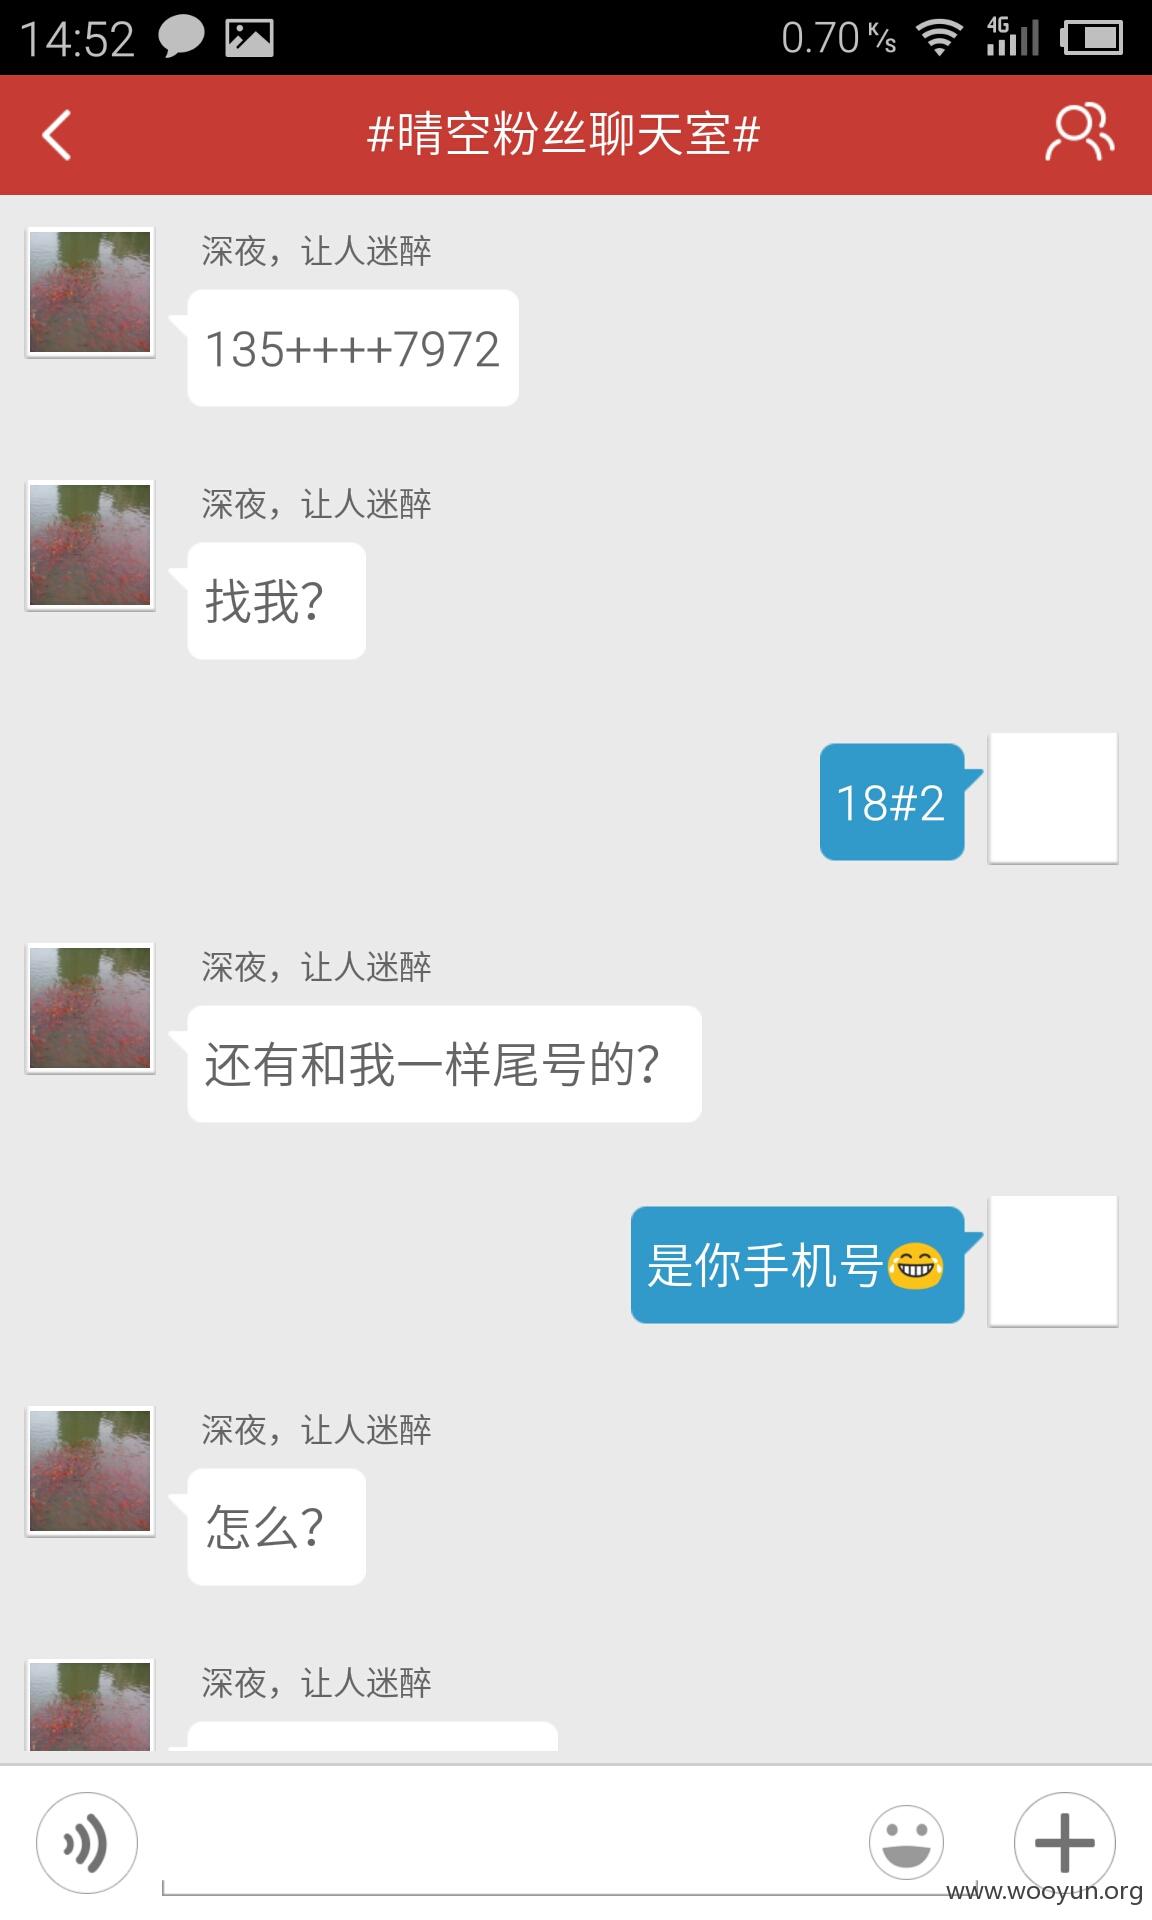 14:52
0.70 K/s
4G
#晴空粉丝聊天室#
深夜，让人迷醉
135++++7972
深夜，让人迷醉
找我？
18#2
深夜，让人迷醉
还有和我一样尾号的？
是你手机号😂
深夜，让人迷醉
怎么？
深夜，让人迷醉
www.wooyun.org